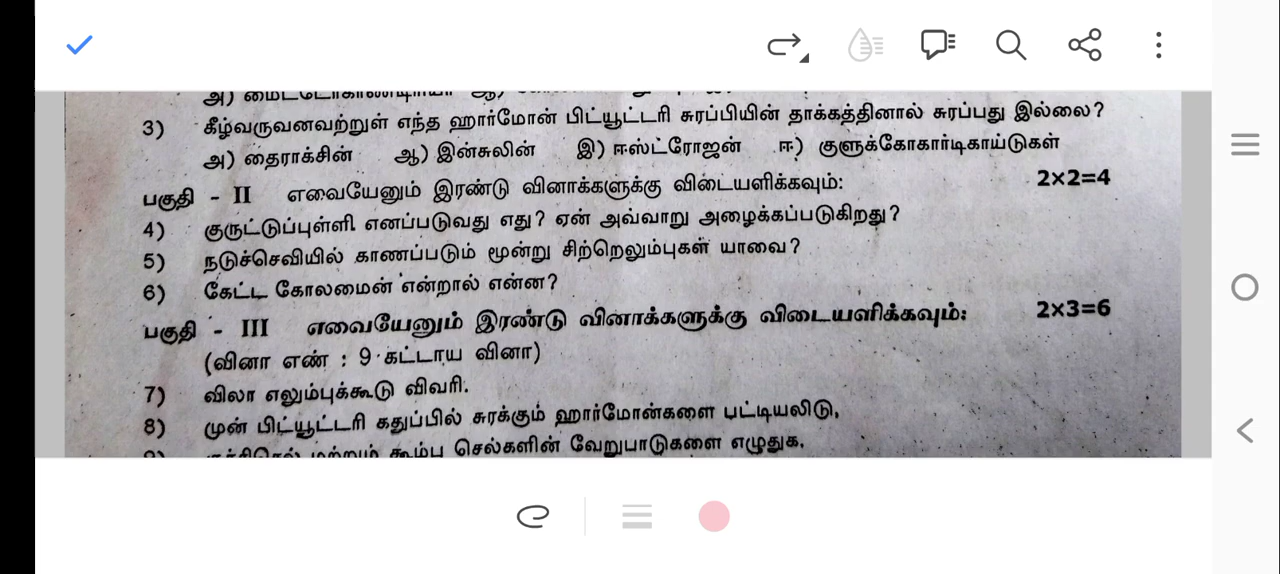 அ) ஆ)
3) கீழ்வருவனவற்றுள் எந்த ஹார்மோன் பிட்யூட்டரி சுரப்பியின் தாக்கத்தினால் சுரப்பது இல்லை?
அ) தைராக்சின் ஆ) இன்சுலின் இ) ஈஸ்ட்ரோஜன் ஈ) குளுக்கோகார்டிகாய்டுகள்
பகுதி - II எவையேனும் இரண்டு வினாக்களுக்கு விடையளிக்கவும்: 2×2=4
4) குருட்டுப்புள்ளி எனப்படுவது எது? ஏன் அவ்வாறு அழைக்கப்படுகிறது?
5) நடுச்செவியில் காணப்படும் மூன்று சிற்றெலும்புகள் யாவை?
6) கேட்ட கோலமைன் என்றால் என்ன?
பகுதி - III எவையேனும் இரண்டு வினாக்களுக்கு விடையளிக்கவும்: 2×3=6
(வினா எண் : 9 கட்டாய வினா)
7) விலா எலும்புக்கூடு விவரி.
8) முன் பிட்யூட்டரி கதுப்பில் சுரக்கும் ஹார்மோன்களை பட்டியலிடு,
மற்றும் கூம்பு செல்களின் வேறுபாடுகளை எழுதுக.